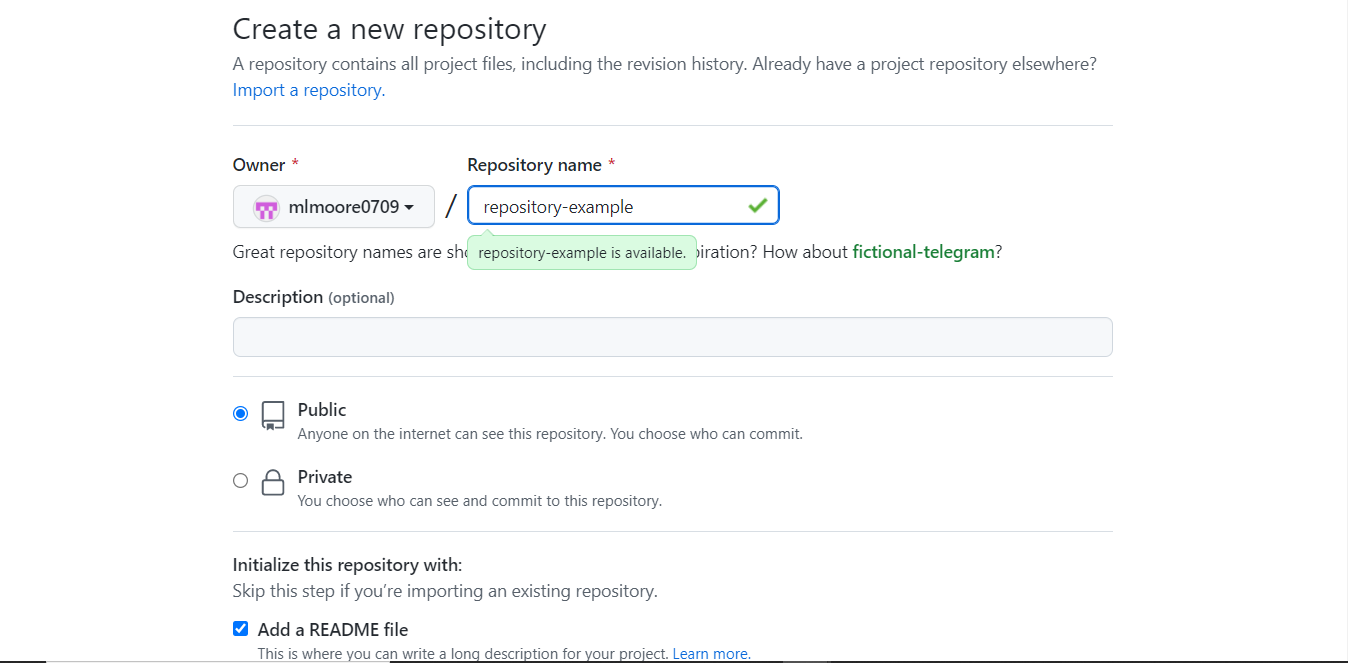 Create a new repository
A repository contains all project files, including the revision history. Already have a project repository elsewhere?
Import a repository.
Owner *
Repository name *
mlmoore0709
/
repository-example
Great repository names are
repository-example is available.
How about fictional-telegram?
Description (optional)
Public
Anyone on the internet can see this repository. You choose who can commit.
Private
You choose who can see and commit to this repository.
Initialize this repository with:
Skip this step if you’re importing an existing repository.
Add a README file
This is where you can write a long description for your project. Learn more.